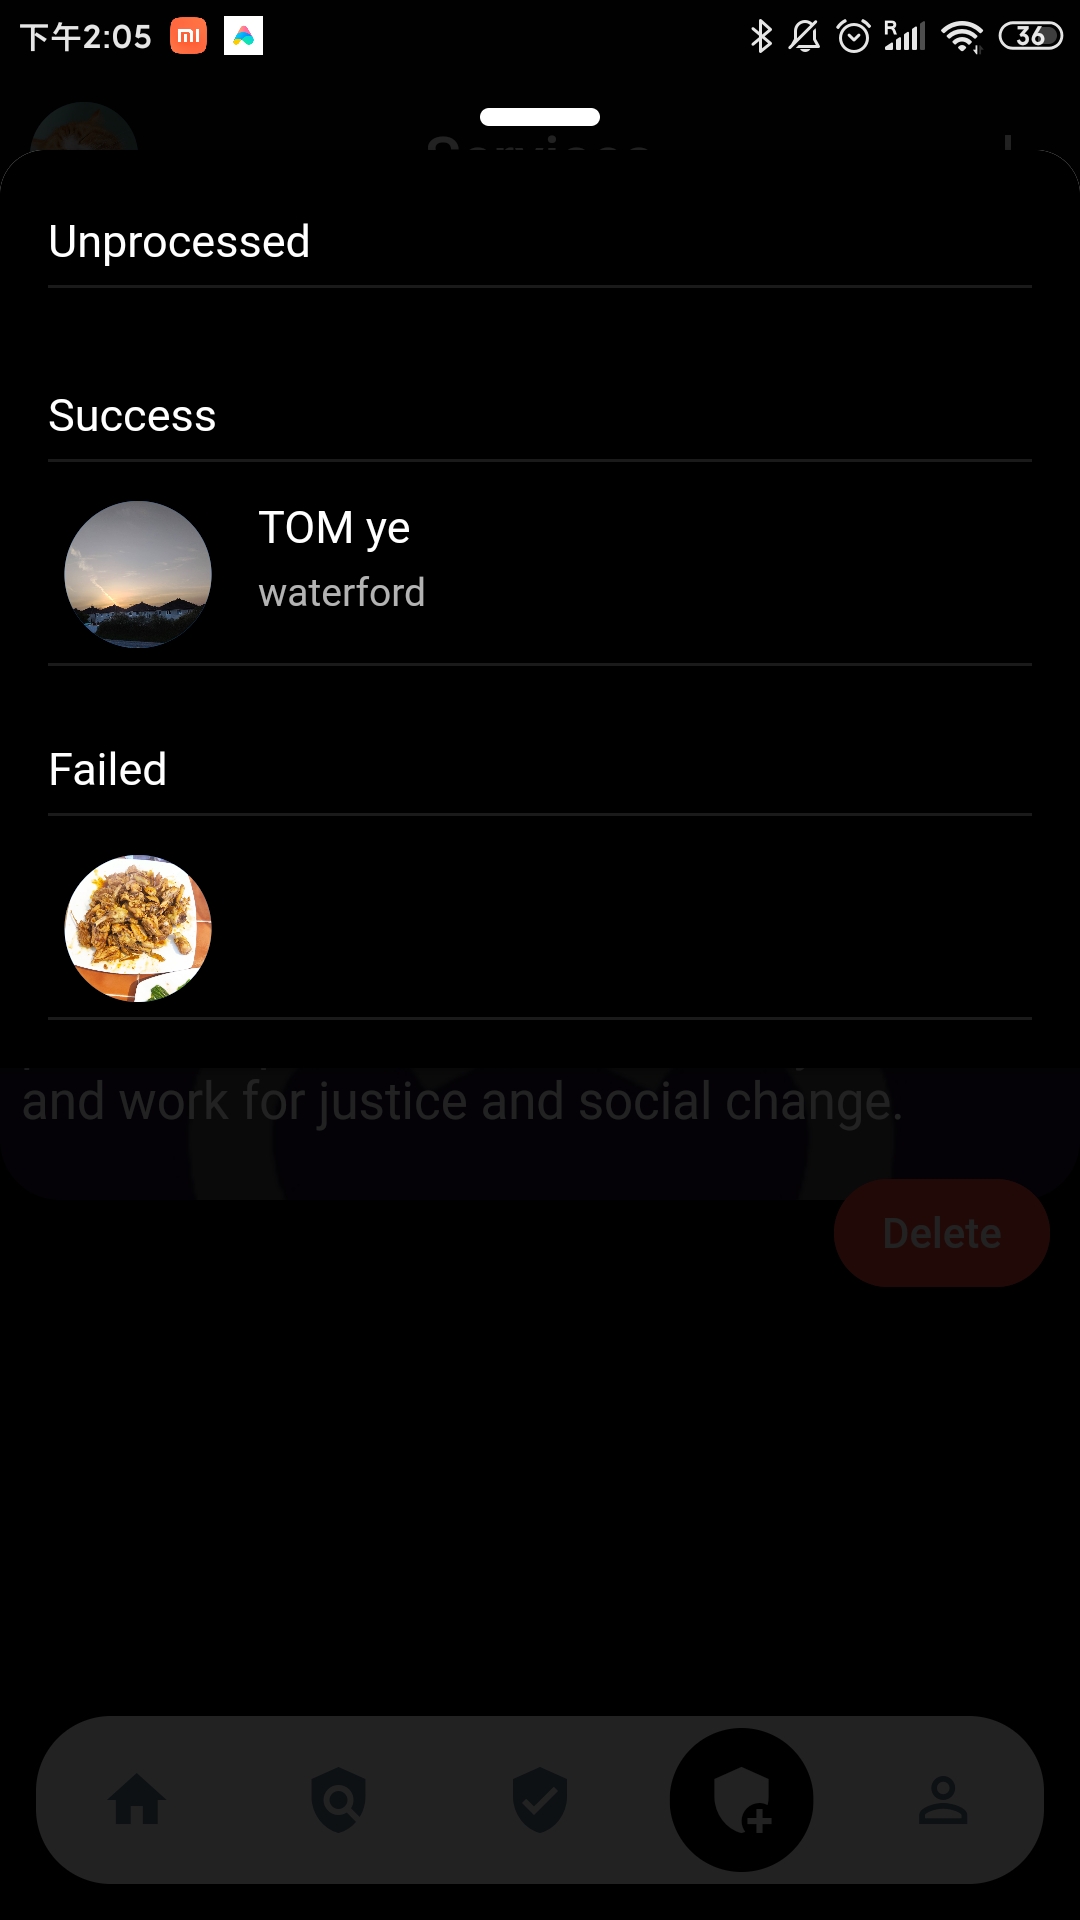 下午2:05
R
36
Services
Unprocessed
Success
TOM ye
waterford
Failed
and work for justice and social change.
Delete